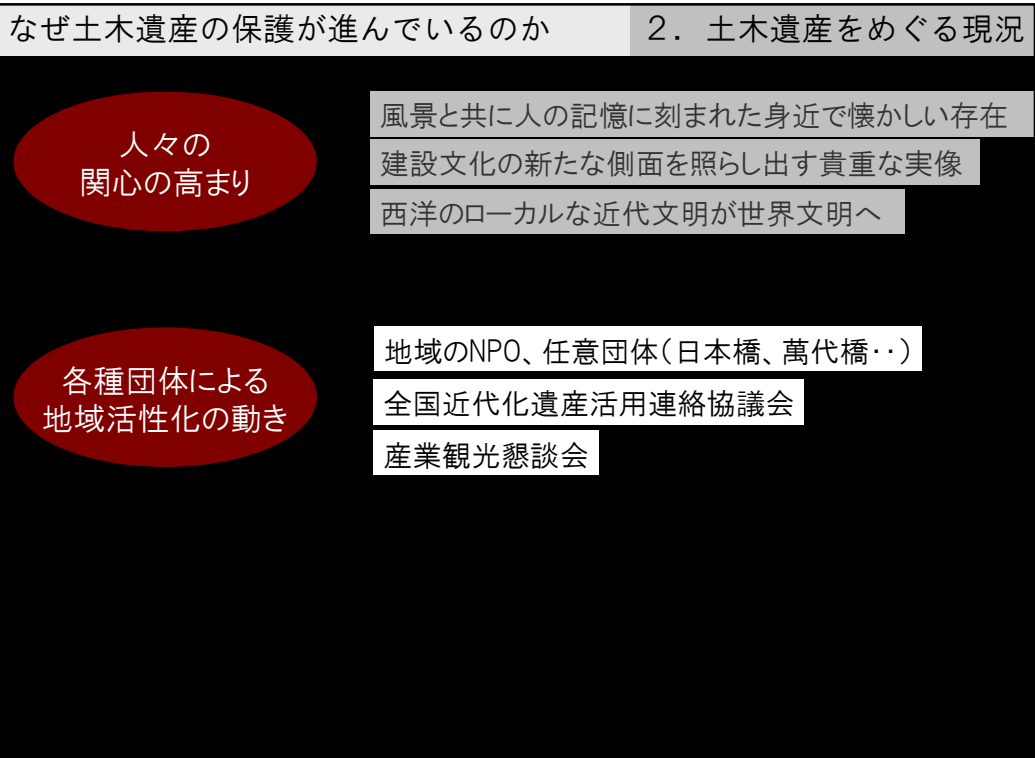 なぜ土木遺産の保護が進んでいるのか
２．土木遺産をめぐる現況
人々の
関心の高まり
風景と共に人の記憶に刻まれた身近で懐かしい存在
建設文化の新たな側面を照らし出す貴重な実像
西洋のローカルな近代文明が世界文明へ
各種団体による
地域活性化の動き
地域のNPO、任意団体（日本橋、萬代橋・・）
全国近代化遺産活用連絡協議会
産業観光懇談会